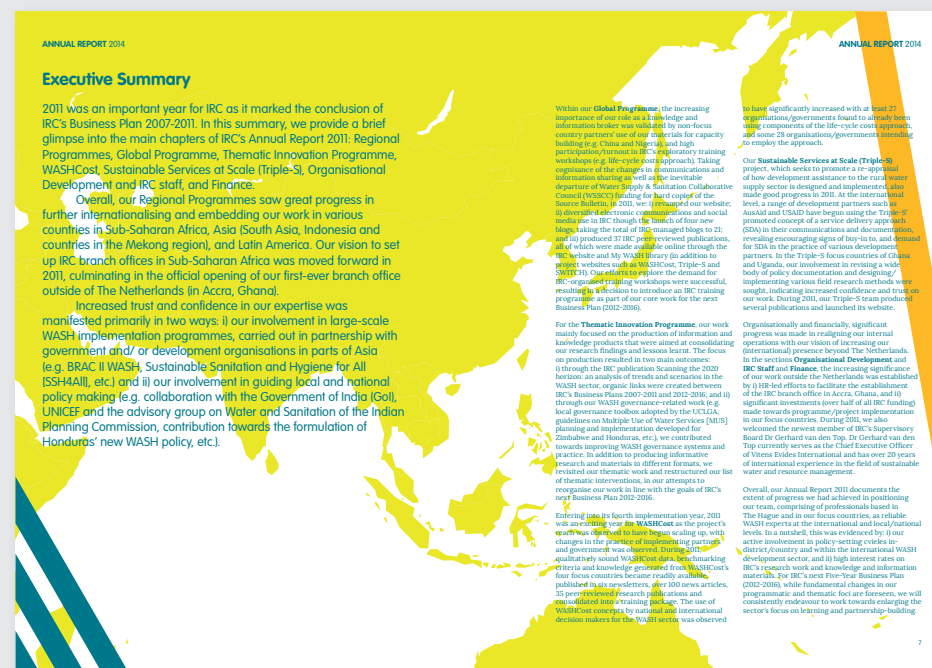 ANNUAL REPORT 2014
ANNUAL REPORT 2014
Executive Summary
2011 was an important year for IRC as it marked the conclusion of
IRC's Business Plan 2007-2011. In this summary, we provide a brief
glimpse into the main chapters of IRC's Annual Report 2011: Regional
Programmes, Global Programme, Thematic Innovation Programme,
WASHCost, Sustainable Services at Scale (Triple-S), Organisational
Development and IRC staff, and Finance.
Overall, our Regional Programmes saw great progress in
further internationalising and embedding our work in various
countries in Sub-Saharan Africa, Asia (South Asia, Indonesia and
countries in the Mekong region), and Latin America. Our vision to set
up IRC branch offices in Sub-Saharan Africa was moved forward in
2011, culminating in the official opening of our first-ever branch office
outside of The Netherlands (in Accra, Ghana).
Increased trust and confidence in our expertise was
manifested primarily in two ways: i) our involvement in large-scale
WASH implementation programmes, carried out in partnership with
government and/ or development organisations in parts of Asia
(e.g. BRAC II WASH, Sustainable Sanitation and Hygiene for All
[SSH4All], etc.) and ii) our involvement in guiding local and national
policy making (e.g. collaboration with the Government of India (GoI),
UNICEF and the advisory group on Water and Sanitation of the Indian
Planning Commission, contribution towards the formulation of
Honduras' new WASH policy, etc.).
Within our Global Programme, the increasing
importance of our role as a knowledge and
information broker was validated by non-focus
country partners' use of our materials for capacity
building (e.g. China and Nigeria), and high
participation/turnout in IRC's exploratory training
workshops (e.g. life-cycle costs approach). Taking
cognisance of the changes in communications and
information sharing as well as the inevitable
departure of Water Supply & Sanitation Collaborative
Council (WSSCC) funding for hard copies of the
Source Bulletin, in 2011, we: i) revamped our website;
ii) diversified electronic communications and social
media use in IRC though the launch of four new
blogs, taking the total of IRC-managed blogs to 21;
and iii) produced 37 IRC peer-reviewed publications,
all of which were made available online through the
IRC website and My WASH library (in addition to
project websites such as WASHCost, Triple-S and
SWITCH). Our efforts to explore the demand for
IRC-organised training workshops were successful,
resulting in a decision to introduce an IRC training
programme as part of our core work for the next
Business Plan (2012-2016).
For the Thematic Innovation Programme, our work
mainly focused on the production of information and
knowledge products that were aimed at consolidating
our research findings and lessons learnt. The focus
on production resulted in two main outcomes:
i) through the IRC publication Scanning the 2020
horizon: an analysis of trends and scenarios in the
WASH sector, organic links were created between
IRC's Business Plans 2007-2011 and 2012-2016; and ii)
through our WASH governance-related work (e.g.
local governance toolbox adopted by the UCLGA,
guidelines on Multiple Use of Water Services [MUS]
planning and implementation developed for
Zimbabwe and Honduras, etc.), we contributed
towards improving WASH governance systems and
practice. In addition to producing informative
research and materials in different formats, we
revisited our thematic work and restructured our list
of thematic interventions, in our attempts to
reorganise our work in line with the goals of IRC's
next Business Plan 2012-2016.
Entering into its fourth implementation year, 2011
was an exciting year for WASHCost as the project's
reach was observed to have begun scaling up, with
changes in the practice of implementing partners
and government was observed. During 2011,
qualitatively sound WASHCost data, benchmarking
criteria and knowledge generated from WASHCost's
four focus countries became readily available,
published in six newsletters, over 100 news articles,
35 peer-reviewed research publications and
consolidated into a training package. The use of
WASHCost concepts by national and international
decision makers for the WASH sector was observed
to have significantly increased with at least 27
organisations/governments found to already been
using components of the life-cycle costs approach,
and some 28 organisations/governments intending
to employ the approach.
Our Sustainable Services at Scale (Triple-S)
project, which seeks to promote a re-appraisal
of how development assistance to the rural water
supply sector is designed and implemented, also
made good progress in 2011. At the international
level, a range of development partners such as
AusAid and USAID have begun using the Triple-S'
promoted concept of a service delivery approach
(SDA) in their communications and documentation,
revealing encouraging signs of buy-in to, and demand
for SDA in the practice of various development
partners. In the Triple-S focus countries of Ghana
and Uganda, our involvement in revising a wide
body of policy documentation and designing/
implementing various field research methods were
sought, indicating increased confidence and trust on
our work. During 2011, our Triple-S team produced
several publications and launched its website.
Organisationally and financially, significant
progress was made in realigning our internal
operations with our vision of increasing our
(international) presence beyond The Netherlands.
In the sections Organisational Development and
IRC Staff and Finance, the increasing significance
of our work outside the Netherlands was established
by i) HR-led efforts to facilitate the establishment
of the IRC branch office in Accra, Ghana, and ii)
significant investments (over half of all IRC funding)
made towards programme/project implementation
in our focus countries. During 2011, we also
welcomed the newest member of IRC's Supervisory
Board Dr Gerhard van den Top. Dr Gerhard van den
Top currently serves as the Chief Executive Officer
of Vitens Evides International and has over 20 years
of international experience in the field of sustainable
water and resource management.
Overall, our Annual Report 2011 documents the
extent of progress we had achieved in positioning
our team, comprising of professionals based in
The Hague and in our focus countries, as reliable
WASH experts at the international and local/national
levels. In a nutshell, this was evidenced by: i) our
active involvement in policy-setting cvicles in-
district/country and within the international WASH
development sector, and ii) high interest rates on
IRC's research work and knowledge and information
materials. For IRC's next Five-Year Business Plan
(2012-2016), while fundamental changes in our
programmatic and thematic foci are foreseen, we will
consistently endeavour to work towards enlarging the
sector's focus on learning and partnership-building.
7